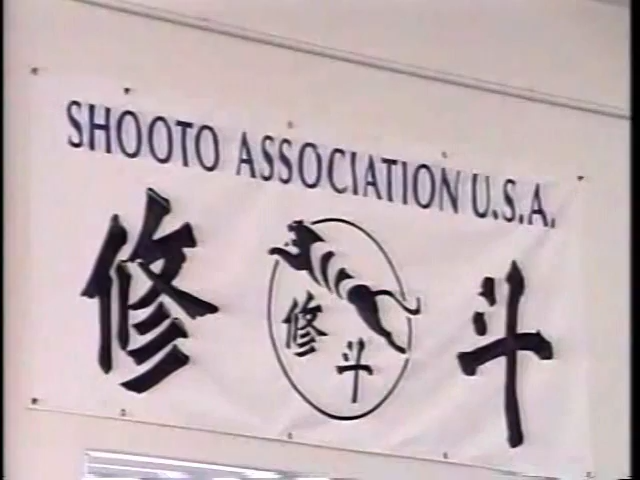 SHOOTO ASSOCIATION U.S.A.
修 斗
修
斗